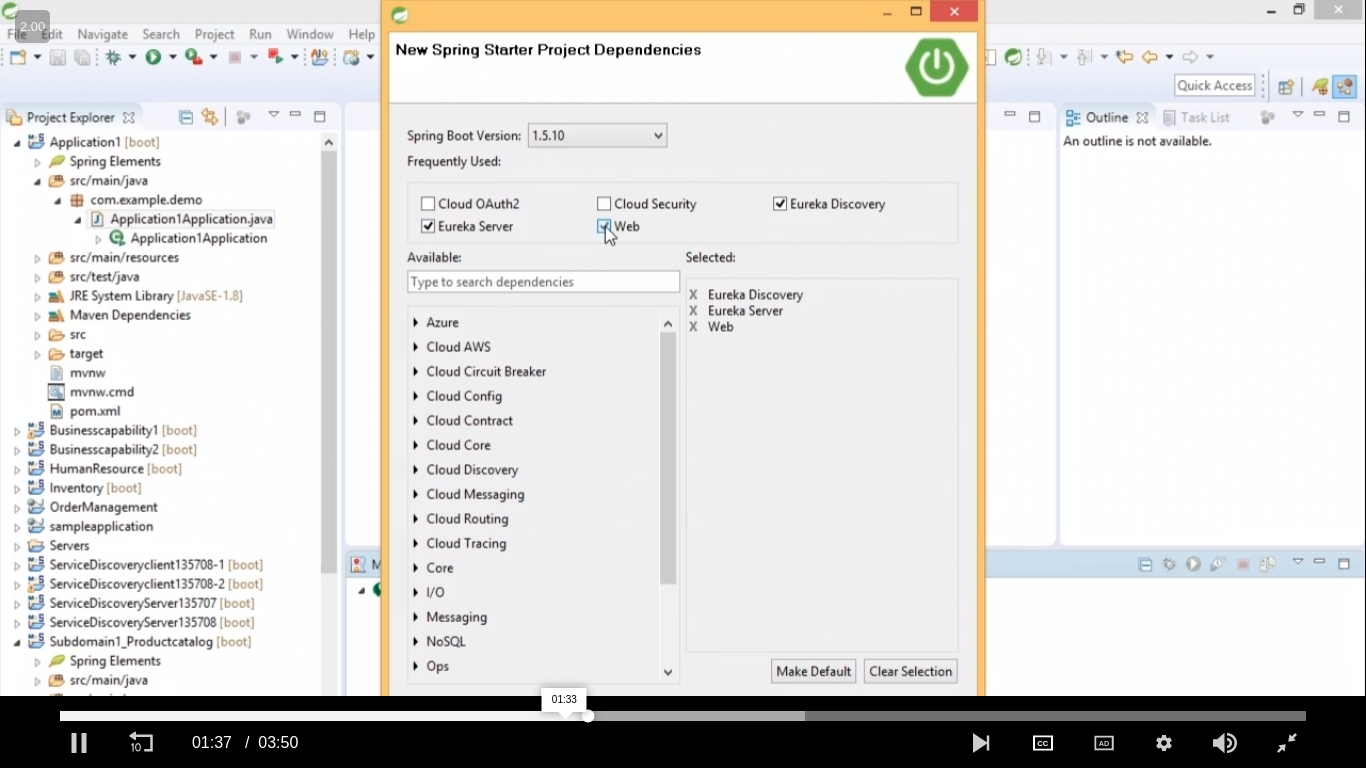 2.00
File Edit Navigate Search Project Run Window Help
Quick Access
Project Explorer
Application1 [boot]
Spring Elements
src/main/java
com.example.demo
Application1Application.java
Application1Application
src/main/resources
src/test/java
JRE System Library [JavaSE-1.8]
Maven Dependencies
src
target
mvnw
mvnw.cmd
pom.xml
Businesscapability1 [boot]
Businesscapability2 [boot]
HumanResource [boot]
Inventory [boot]
OrderManagement
sampleapplication
Servers
ServiceDiscoveryclient135708-1 [boot]
ServiceDiscoveryclient135708-2 [boot]
ServiceDiscoveryServer135707 [boot]
ServiceDiscoveryServer135708 [boot]
Subdomain1_Productcatalog [boot]
Spring Elements
src/main/java
New Spring Starter Project Dependencies
Spring Boot Version: 1.5.10
Frequently Used:
Cloud OAuth2 Cloud Security Eureka Discovery
Eureka Server Web
Available: Selected:
Type to search dependencies
X Eureka Discovery
X Eureka Server
X Web
Azure
Cloud AWS
Cloud Circuit Breaker
Cloud Config
Cloud Contract
Cloud Core
Cloud Discovery
Cloud Messaging
Cloud Routing
Cloud Tracing
Core
I/O
Messaging
NoSQL
Ops
Make Default Clear Selection
Outline Task List
An outline is not available.
01:33
10 01:37 / 03:50 CC AD